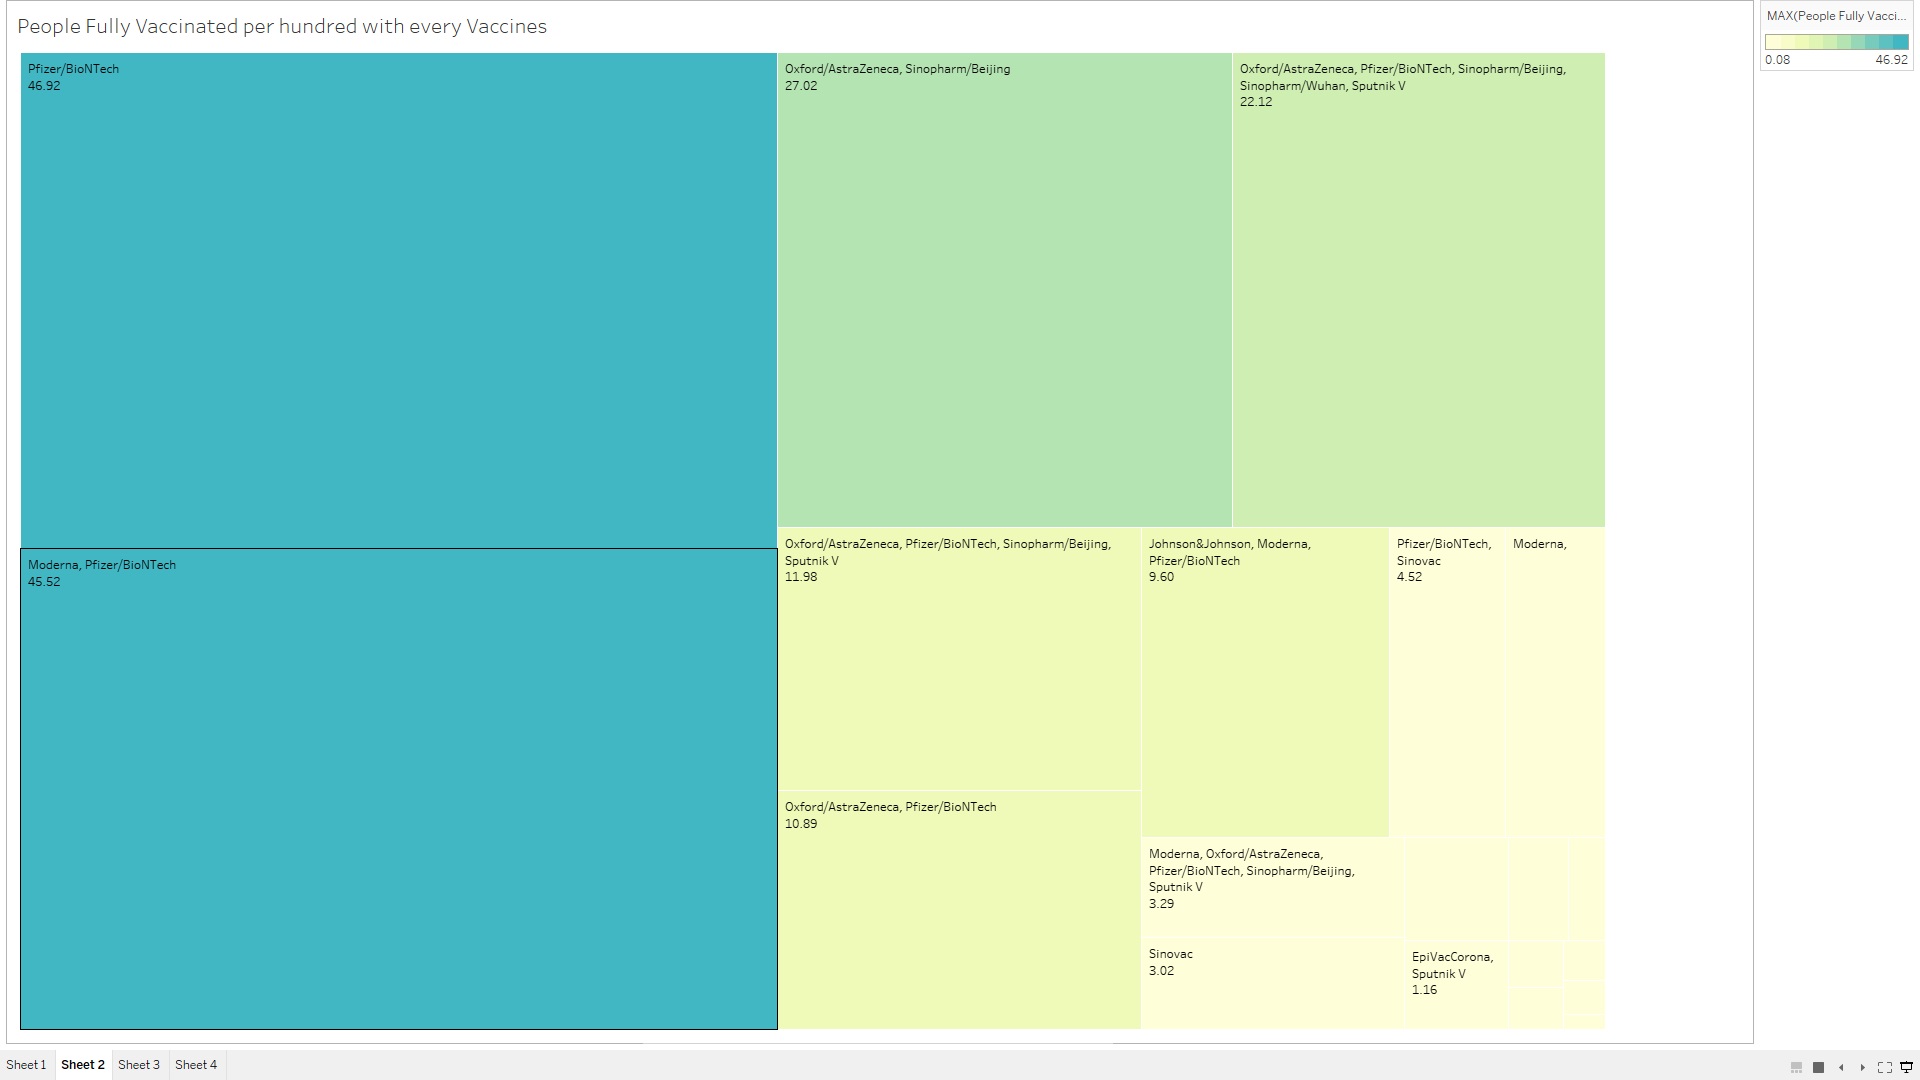 People Fully Vaccinated per hundred with every Vaccines
MAX(People Fully Vacci...
0.08 46.92
Pfizer/BioNTech
46.92
Oxford/AstraZeneca, Sinopharm/Beijing
27.02
Oxford/AstraZeneca, Pfizer/BioNTech, Sinopharm/Beijing,
Sinopharm/Wuhan, Sputnik V
22.12
Moderna, Pfizer/BioNTech
45.52
Oxford/AstraZeneca, Pfizer/BioNTech, Sinopharm/Beijing,
Sputnik V
11.98
Johnson&Johnson, Moderna,
Pfizer/BioNTech
9.60
Pfizer/BioNTech,
Sinovac
4.52
Moderna,
Oxford/AstraZeneca, Pfizer/BioNTech
10.89
Moderna, Oxford/AstraZeneca,
Pfizer/BioNTech, Sinopharm/Beijing,
Sputnik V
3.29
Sinovac
3.02
EpiVacCorona,
Sputnik V
1.16
Sheet 1 Sheet 2 Sheet 3 Sheet 4